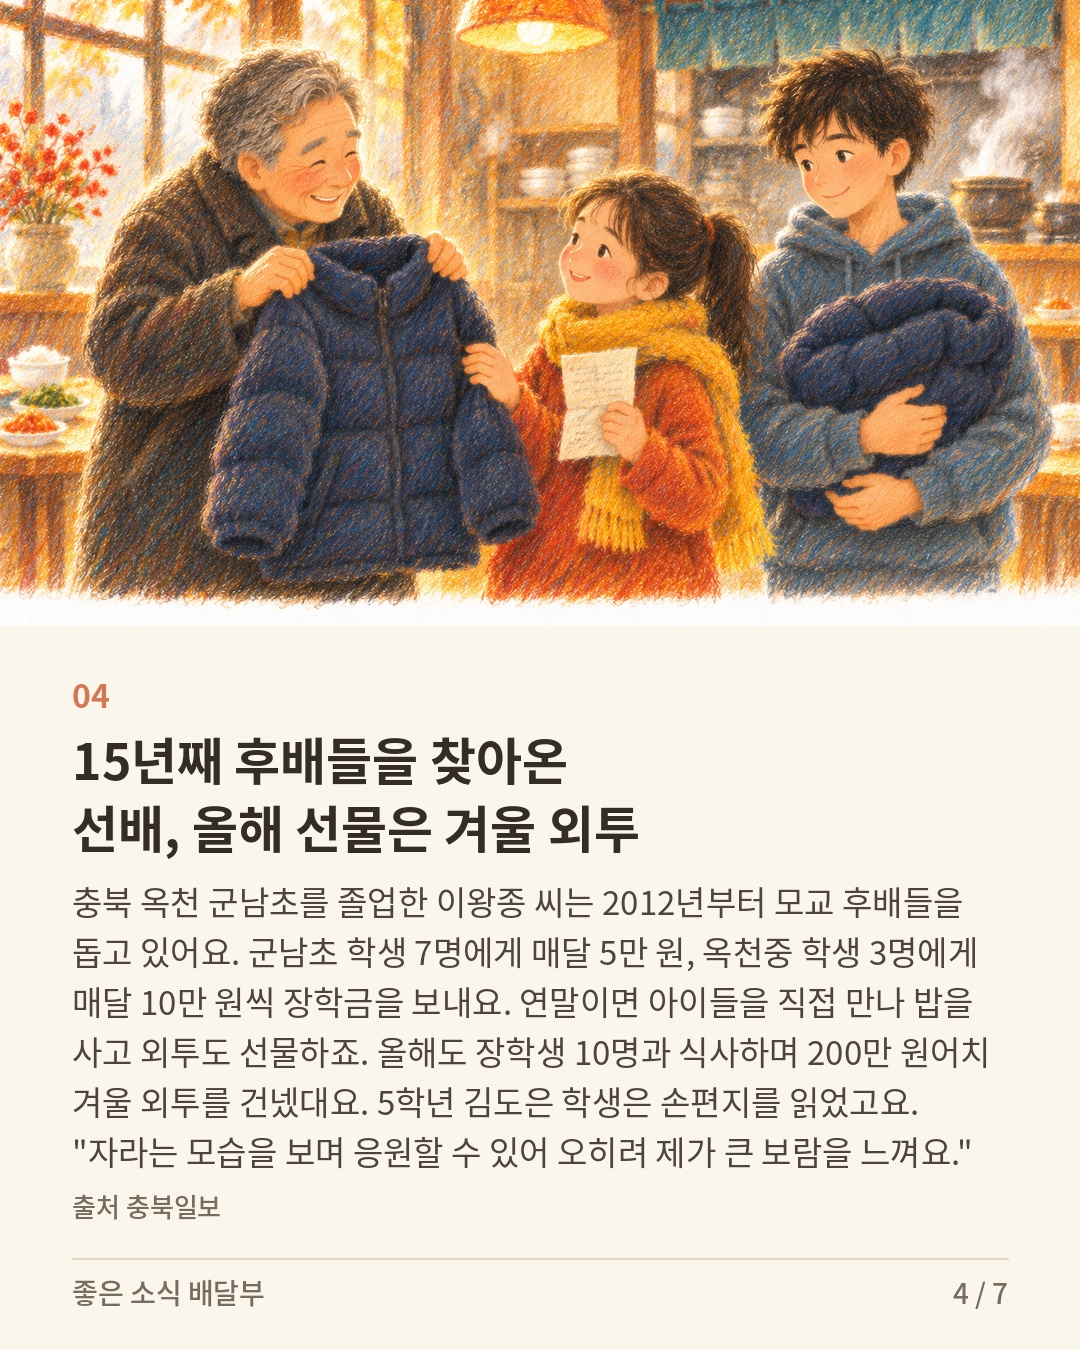 04
15년째 후배들을 찾아온
선배, 올해 선물은 겨울 외투
충북 옥천 군남초를 졸업한 이왕종 씨는 2012년부터 모교 후배들을
돕고 있어요. 군남초 학생 7명에게 매달 5만 원, 옥천중 학생 3명에게
매달 10만 원씩 장학금을 보내요. 연말이면 아이들을 직접 만나 밥을
사고 외투도 선물하죠. 올해도 장학생 10명과 식사하며 200만 원어치
겨울 외투를 건넸대요. 5학년 김도은 학생은 손편지를 읽었고요.
"자라는 모습을 보며 응원할 수 있어 오히려 제가 큰 보람을 느껴요."
출처 충북일보
좋은 소식 배달부
4 / 7